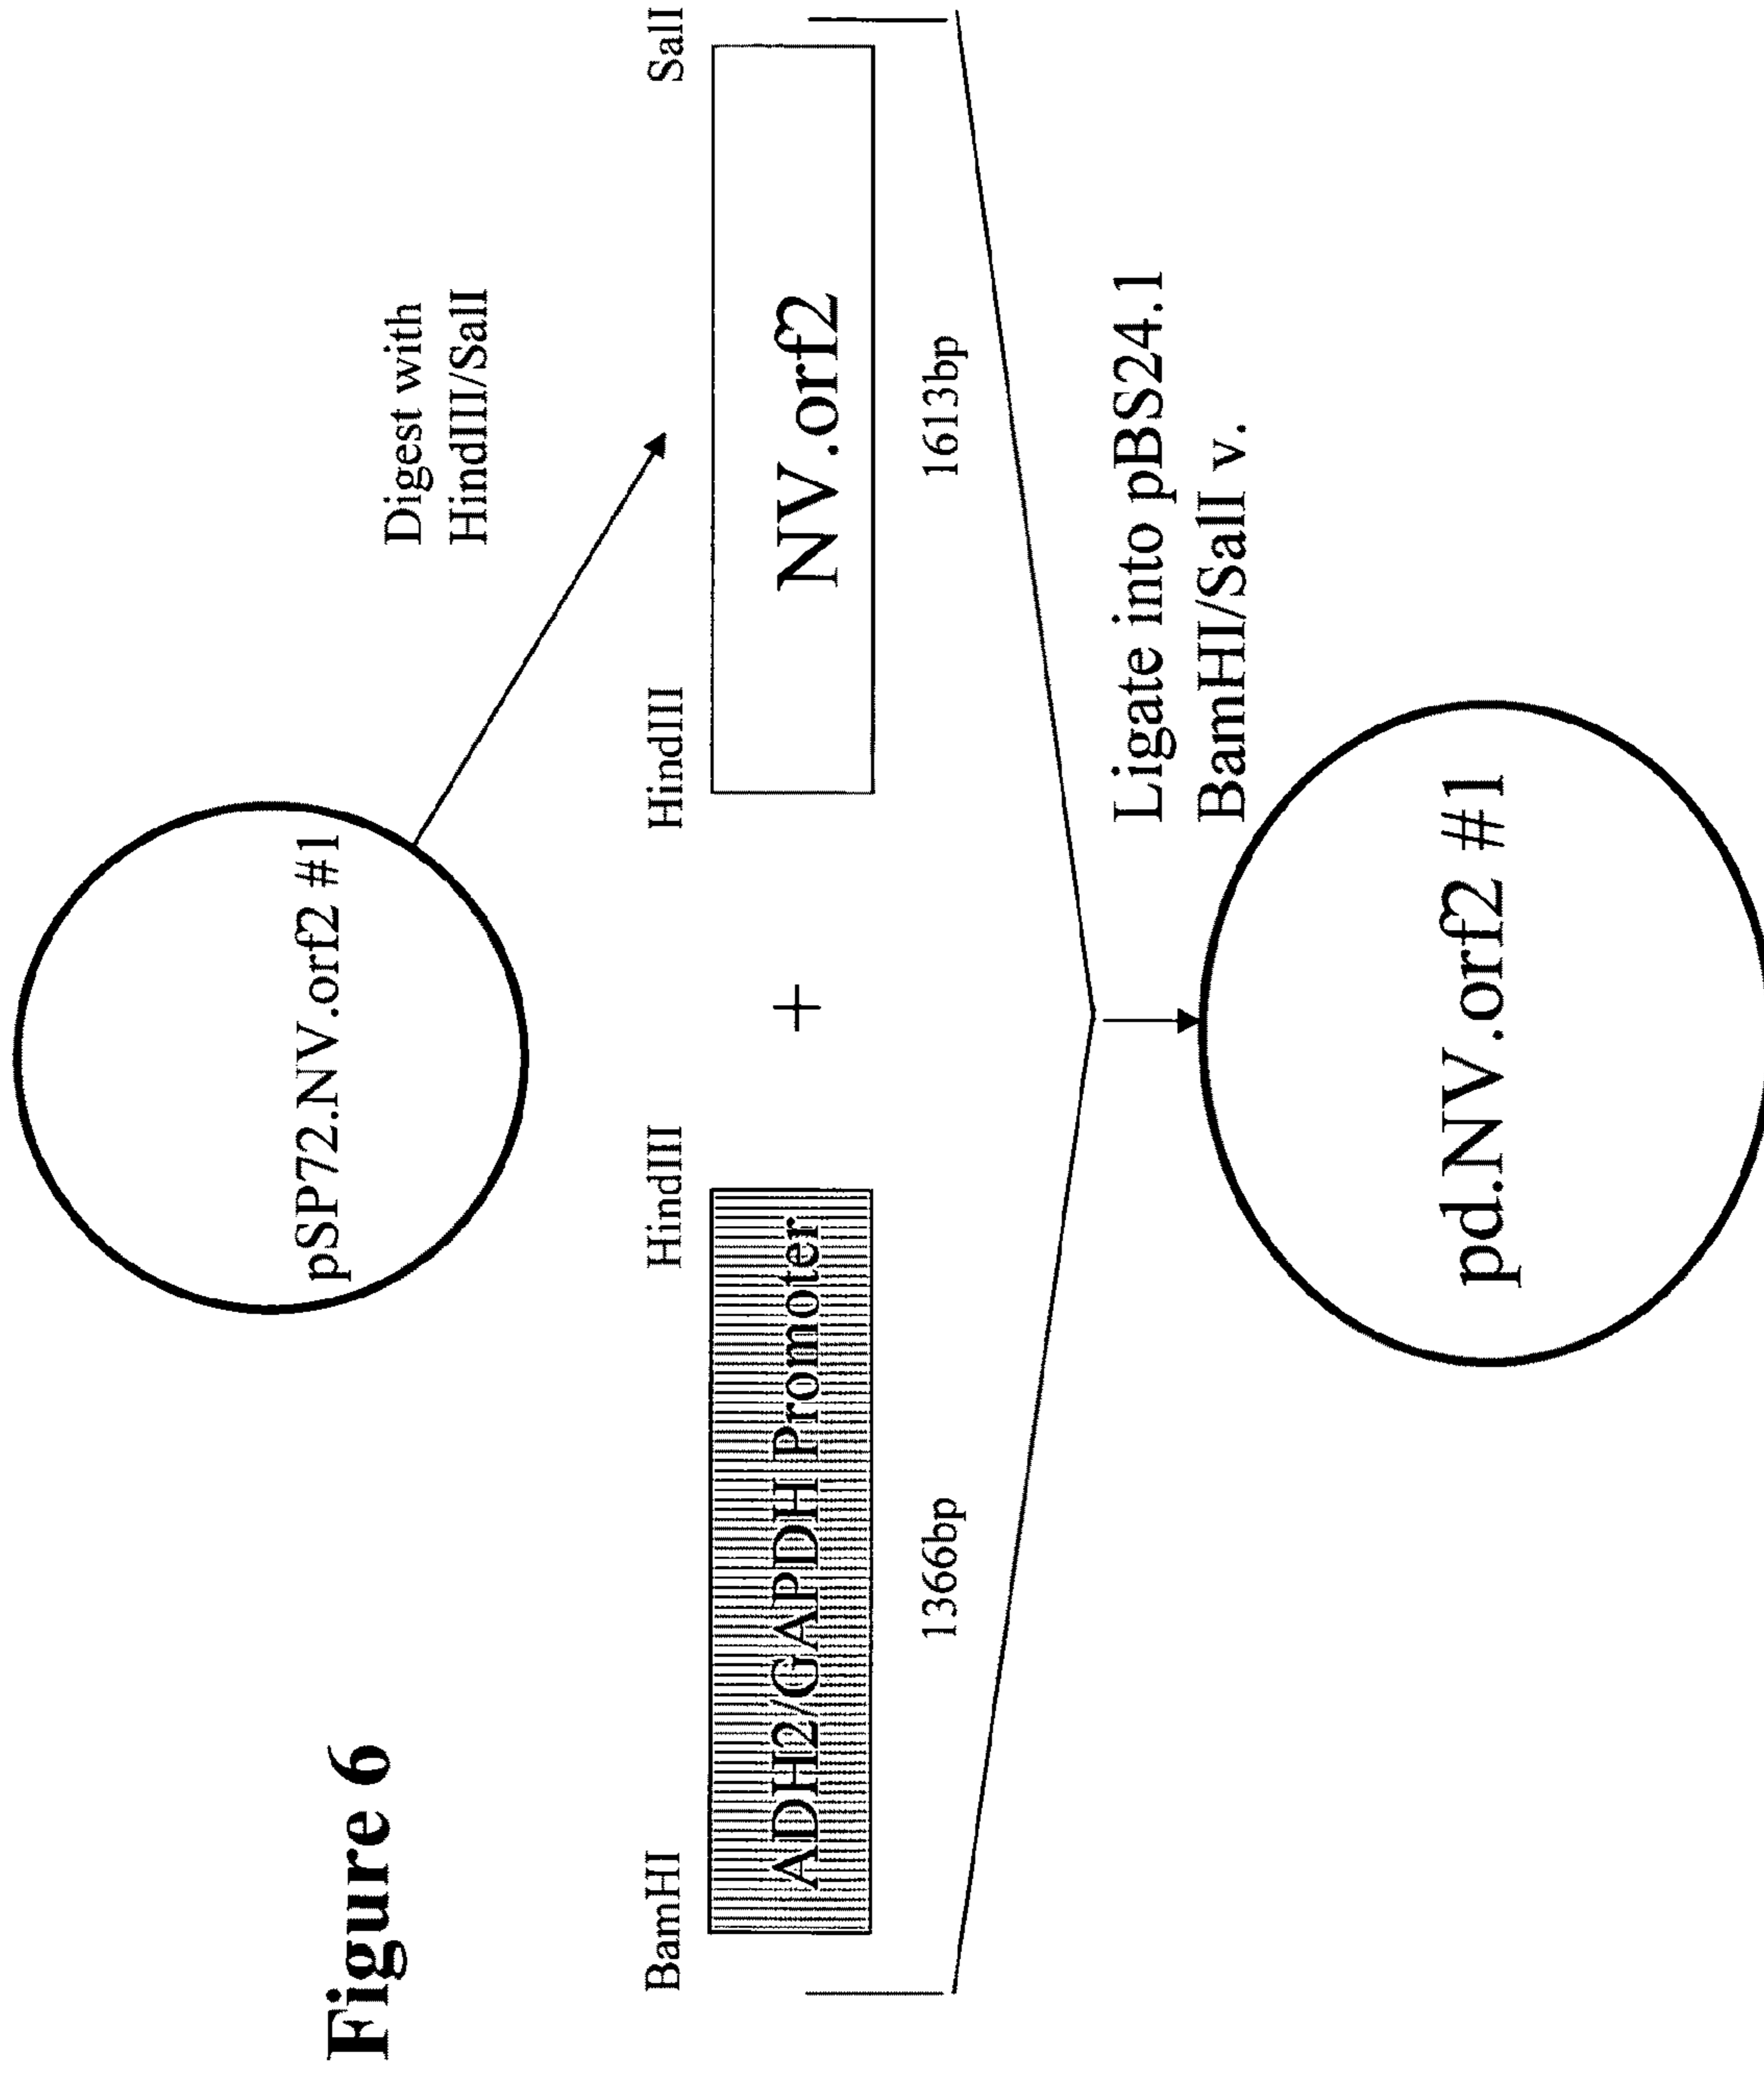 Figure 6
pSP72.NV.orf2 #1
Digest with
HindIII/SalI
BamHI
HindIII
HindIII
SalI
ADH2/GAPDH Promoter
+
NV.orf2
1366bp
1613bp
Ligate into pBS24.1
BamHI/SalI v.
pd.NV.orf2 #1